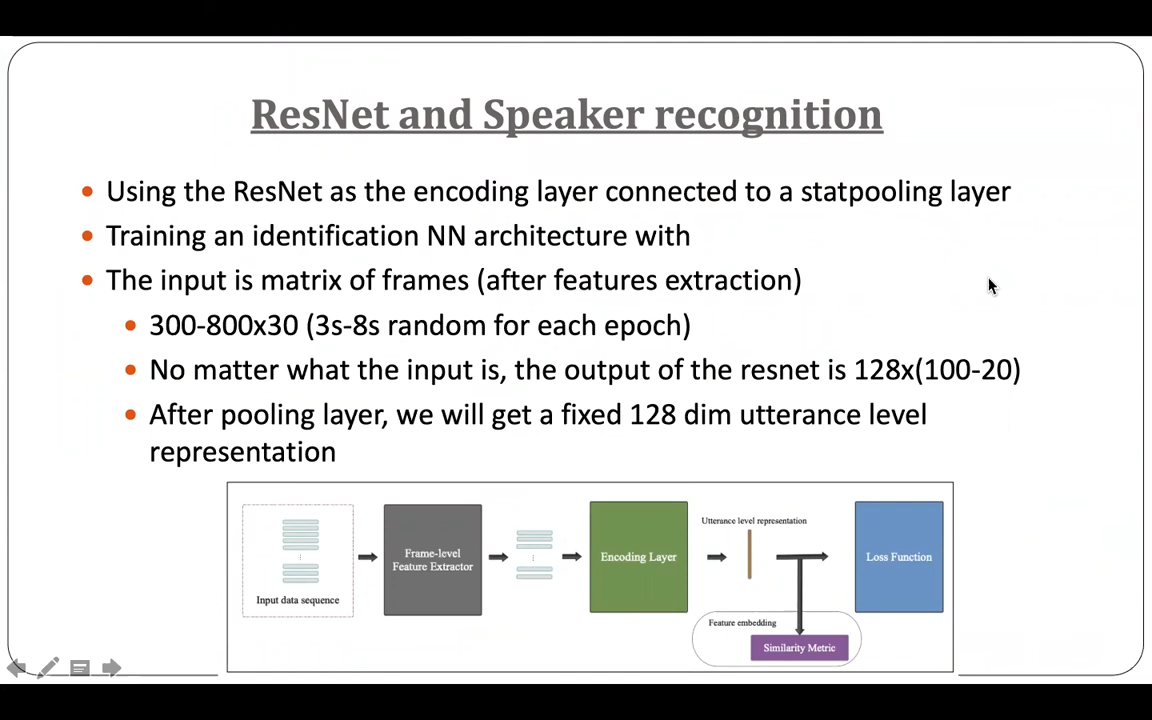 ResNet and Speaker recognition
• Using the ResNet as the encoding layer connected to a statpooling layer
• Training an identification NN architecture with
• The input is matrix of frames (after features extraction)
• 300-800x30 (3s-8s random for each epoch)
• No matter what the input is, the output of the resnet is 128x(100-20)
• After pooling layer, we will get a fixed 128 dim utterance level
representation
Input data sequence
Frame-level
Feature Extractor
Encoding Layer
Utterance level representation
Loss Function
Feature embedding
Similarity Metric